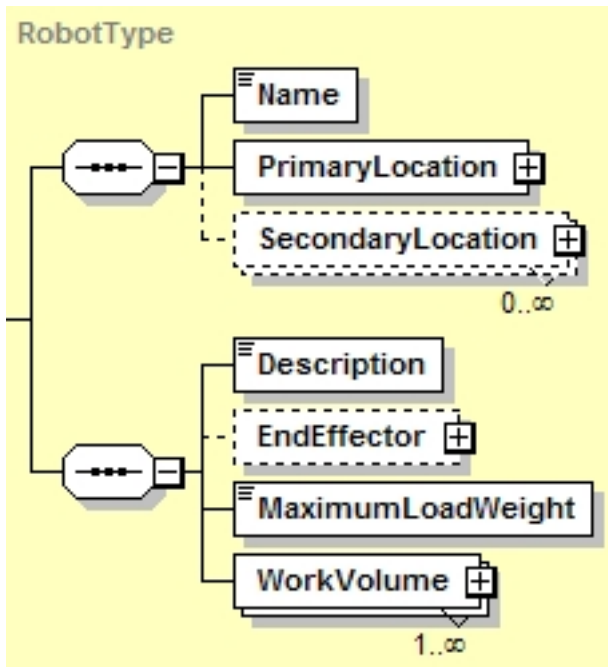 RobotType
Name
PrimaryLocation
SecondaryLocation
0..∞
Description
EndEffector
MaximumLoadWeight
WorkVolume
1..∞